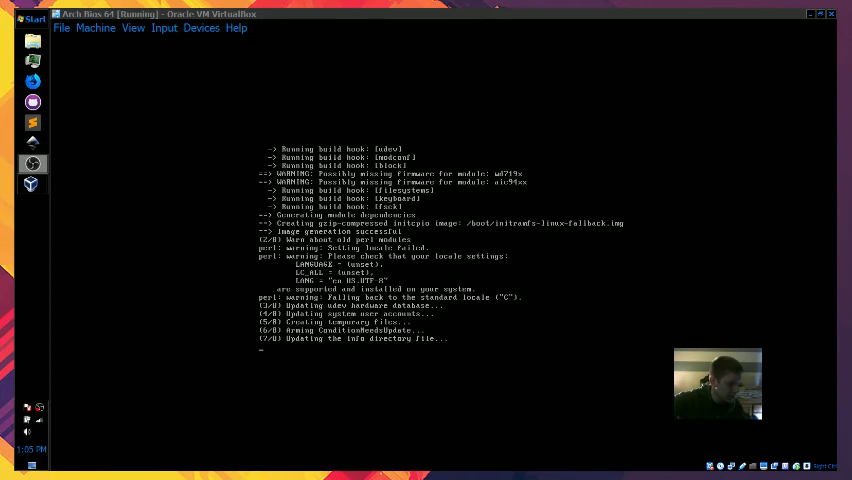 Start
Arch Bios 64 [Running] - Oracle VM VirtualBox
File Machine View Input Devices Help
-> Running build hook: [udev]
-> Running build hook: [modconf]
-> Running build hook: [block]
==> WARNING: Possibly missing firmware for module: wd719x
==> WARNING: Possibly missing firmware for module: aic94xx
-> Running build hook: [filesystems]
-> Running build hook: [keyboard]
-> Running build hook: [fsck]
==> Generating module dependencies
==> Creating gzip-compressed initcpio image: /boot/initramfs-linux-fallback.img
==> Image generation successful
(2/8) Warn about old perl modules
perl: warning: Setting locale failed.
perl: warning: Please check that your locale settings:
LANGUAGE = (unset),
LC_ALL = (unset),
LANG = "en_US.UTF-8"
are supported and installed on your system.
perl: warning: Falling back to the standard locale ("C").
(3/8) Updating udev hardware database...
(4/8) Updating system user accounts...
(5/8) Creating temporary files...
(6/8) Arming ConditionNeedsUpdate...
(7/8) Updating the info directory file...
1:05 PM
Right Ctrl